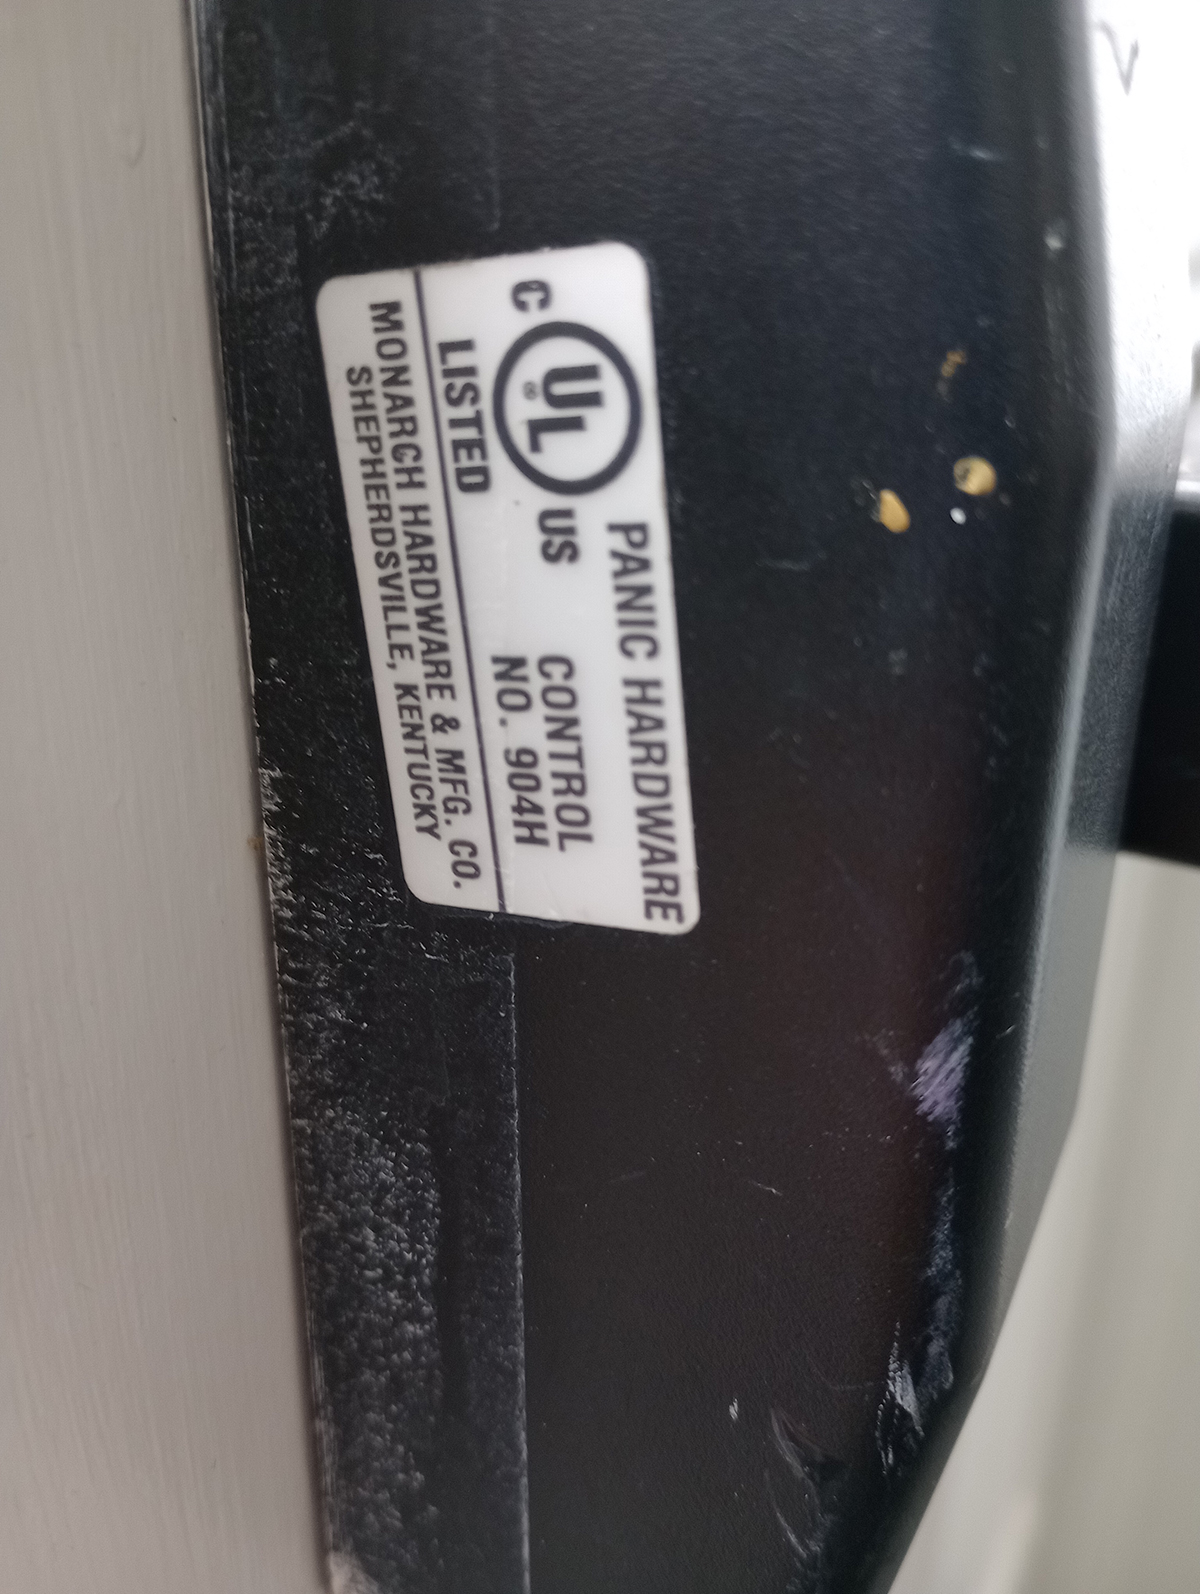 PANIC HARDWARE
C UL US
®
LISTED
CONTROL
NO. 904H
MONARCH HARDWARE & MFG. CO.
SHEPHERDSVILLE, KENTUCKY